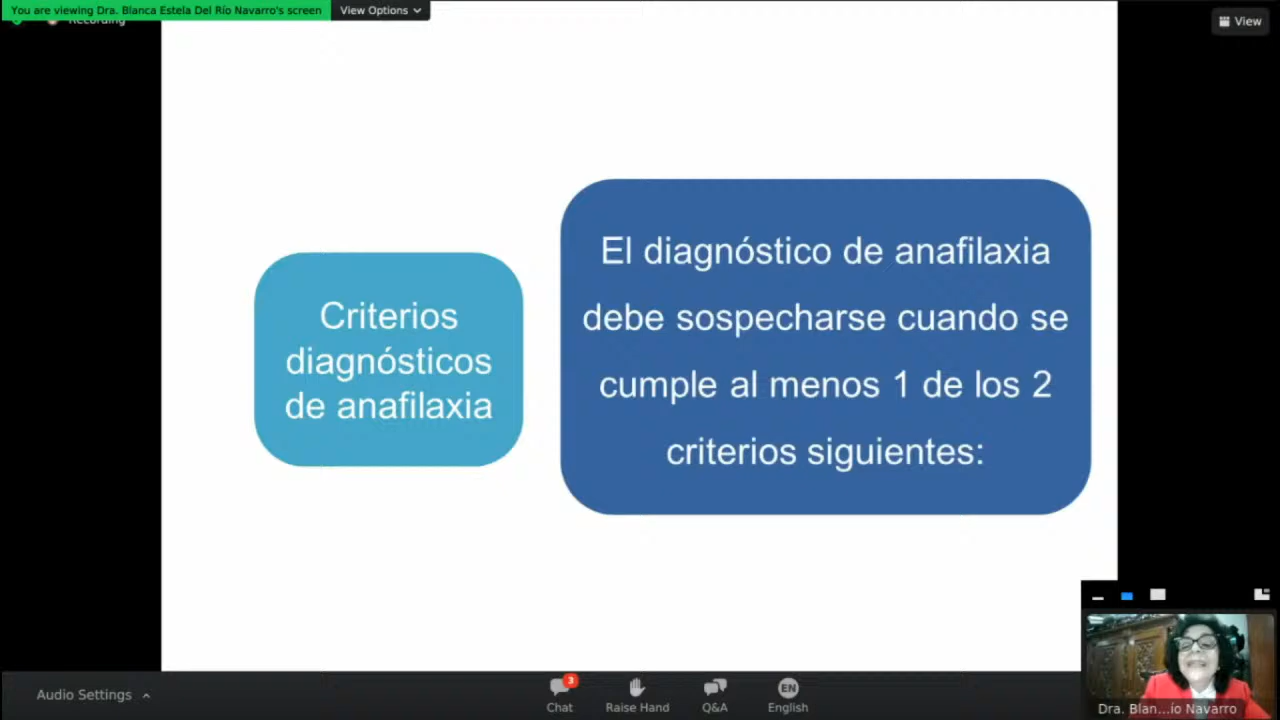 You are viewing Dra. Blanca Estela Del Río Navarro's screen
View Options
Recording
View
Criterios
diagnósticos
de anafilaxia
El diagnóstico de anafilaxia
debe sospecharse cuando se
cumple al menos 1 de los 2
criterios siguientes:
Audio Settings
3
Chat
Raise Hand
Q&A
EN
English
Dra. Blan...ío Navarro